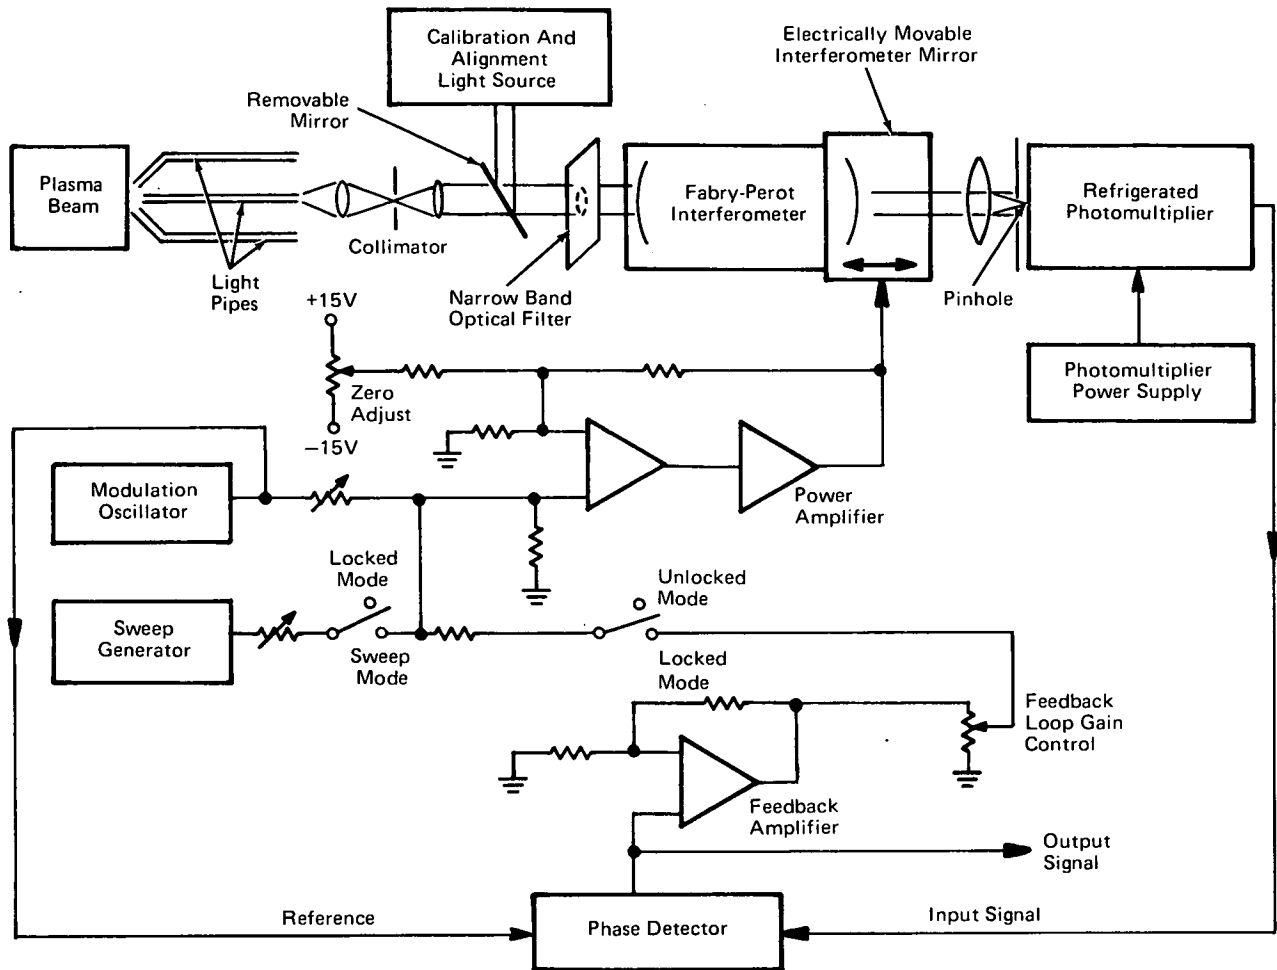 Calibration And
Alignment
Light Source
Electrically Movable
Interferometer Mirror
Removable
Mirror
Plasma
Beam
Fabry-Perot
Interferometer
Refrigerated
Photomultiplier
Collimator
Light
Pipes
Narrow Band
Optical Filter
Pinhole
+15V
Zero
Adjust
−15V
Photomultiplier
Power Supply
Modulation
Oscillator
Power
Amplifier
Locked
Mode
Unlocked
Mode
Sweep
Generator
Sweep
Mode
Locked
Mode
Feedback
Loop Gain
Control
Feedback
Amplifier
Output
Signal
Reference
Phase Detector
Input Signal